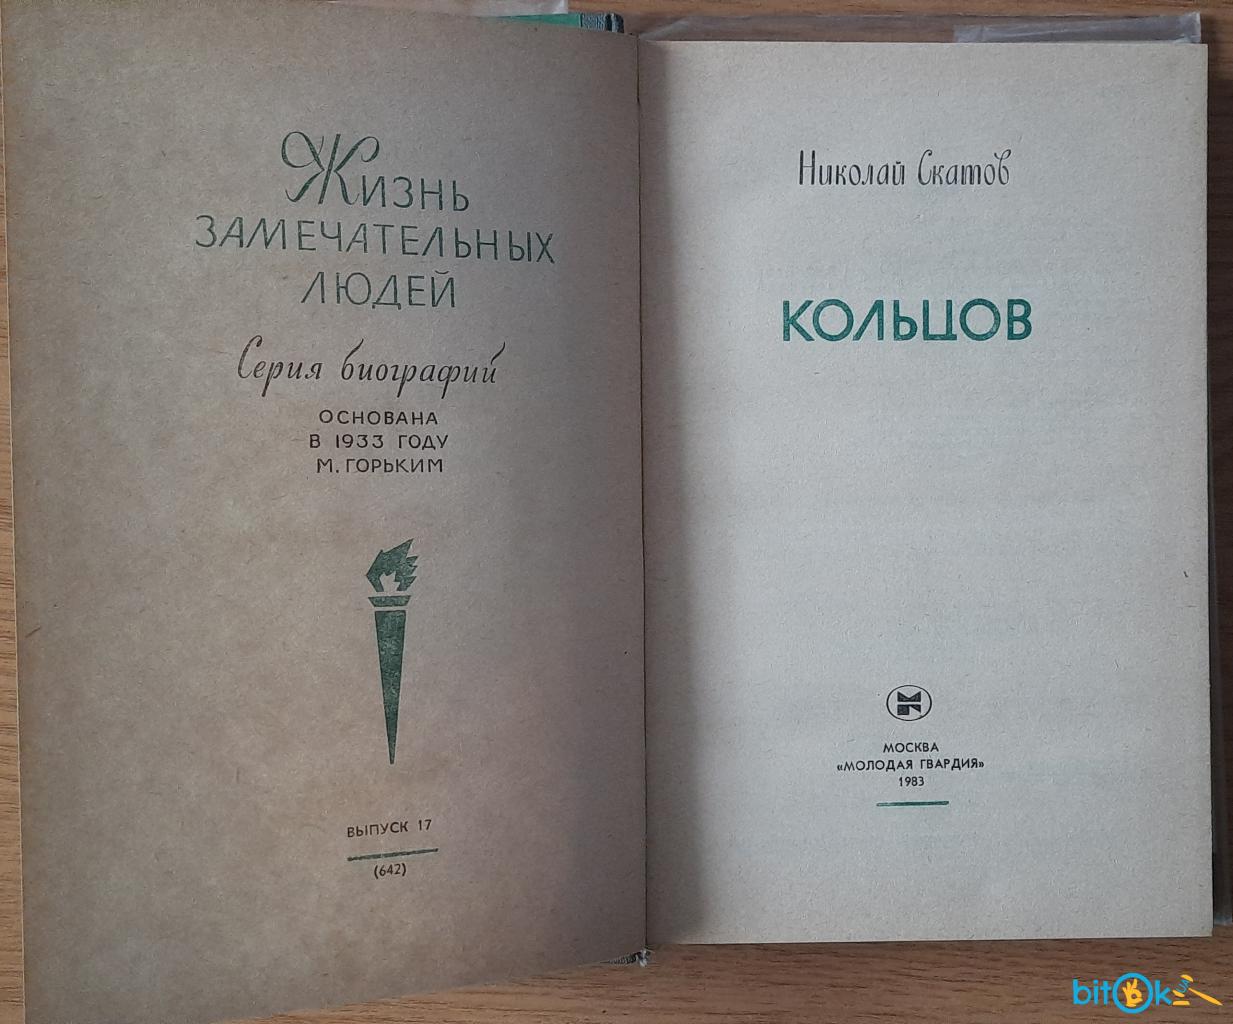 Жизнь
ЗАМЕЧАТЕЛЬНЫХ
ЛЮДЕЙ
Серия биографий
ОСНОВАНА
В 1933 ГОДУ
М. ГОРЬКИМ
ВЫПУСК 17
(642)
Николай Скатов
КОЛЬЦОВ
МОСКВА
«МОЛОДАЯ ГВАРДИЯ»
1983
bitOk UA